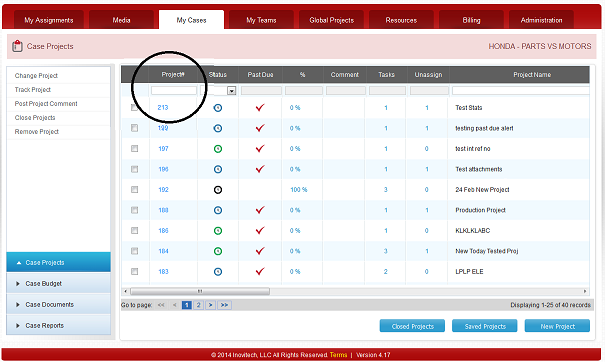 My Assignments Media My Cases My Teams Global Projects Resources Billing Administration
Case Projects HONDA - PARTS VS MOTORS
Change Project
Track Project
Post Project Comment
Close Projects
Remove Project
Case Projects
Case Budget
Case Documents
Case Reports
Project# Status Past Due % Comment Tasks Unassign Project Name
213 0 % 1 1 Test Stats
199 0 % 1 1 testing past due alert
197 0 % 1 0 test int ref no
196 0 % 1 1 Test attachments
192 100 % 3 0 24 Feb New Project
188 0 % 1 1 Production Project
186 0 % 1 0 KLKLKLABC
184 0 % 3 1 New Today Tested Proj
183 0 % 2 0 LPLP ELE
Go to page: << < 1 2 > >> Displaying 1-25 of 40 records
Closed Projects Saved Projects New Project
© 2014 Inovitech, LLC All Rights Reserved. Terms | Version 4.17